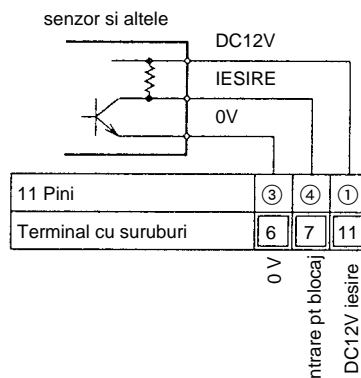 senzor si altele
DC12V
IESIRE
0V
11 Pini ③ ④ ①
Terminal cu suruburi 6 7 11
0 V
ntrare pt blocaj
DC12V iesire